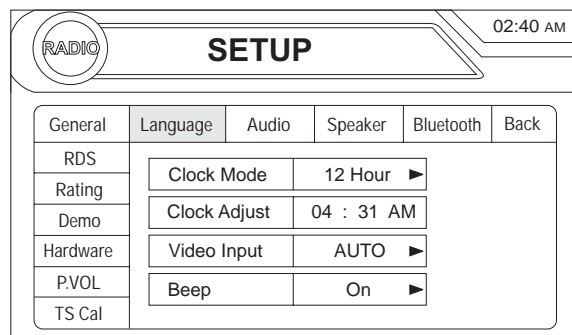 RADIO
SETUP
02:40 AM
General Language Audio Speaker Bluetooth Back
RDS
Rating
Demo
Hardware
P.VOL
TS Cal
Clock Mode 12 Hour ►
Clock Adjust 04 : 31 AM
Video Input AUTO ►
Beep On ►